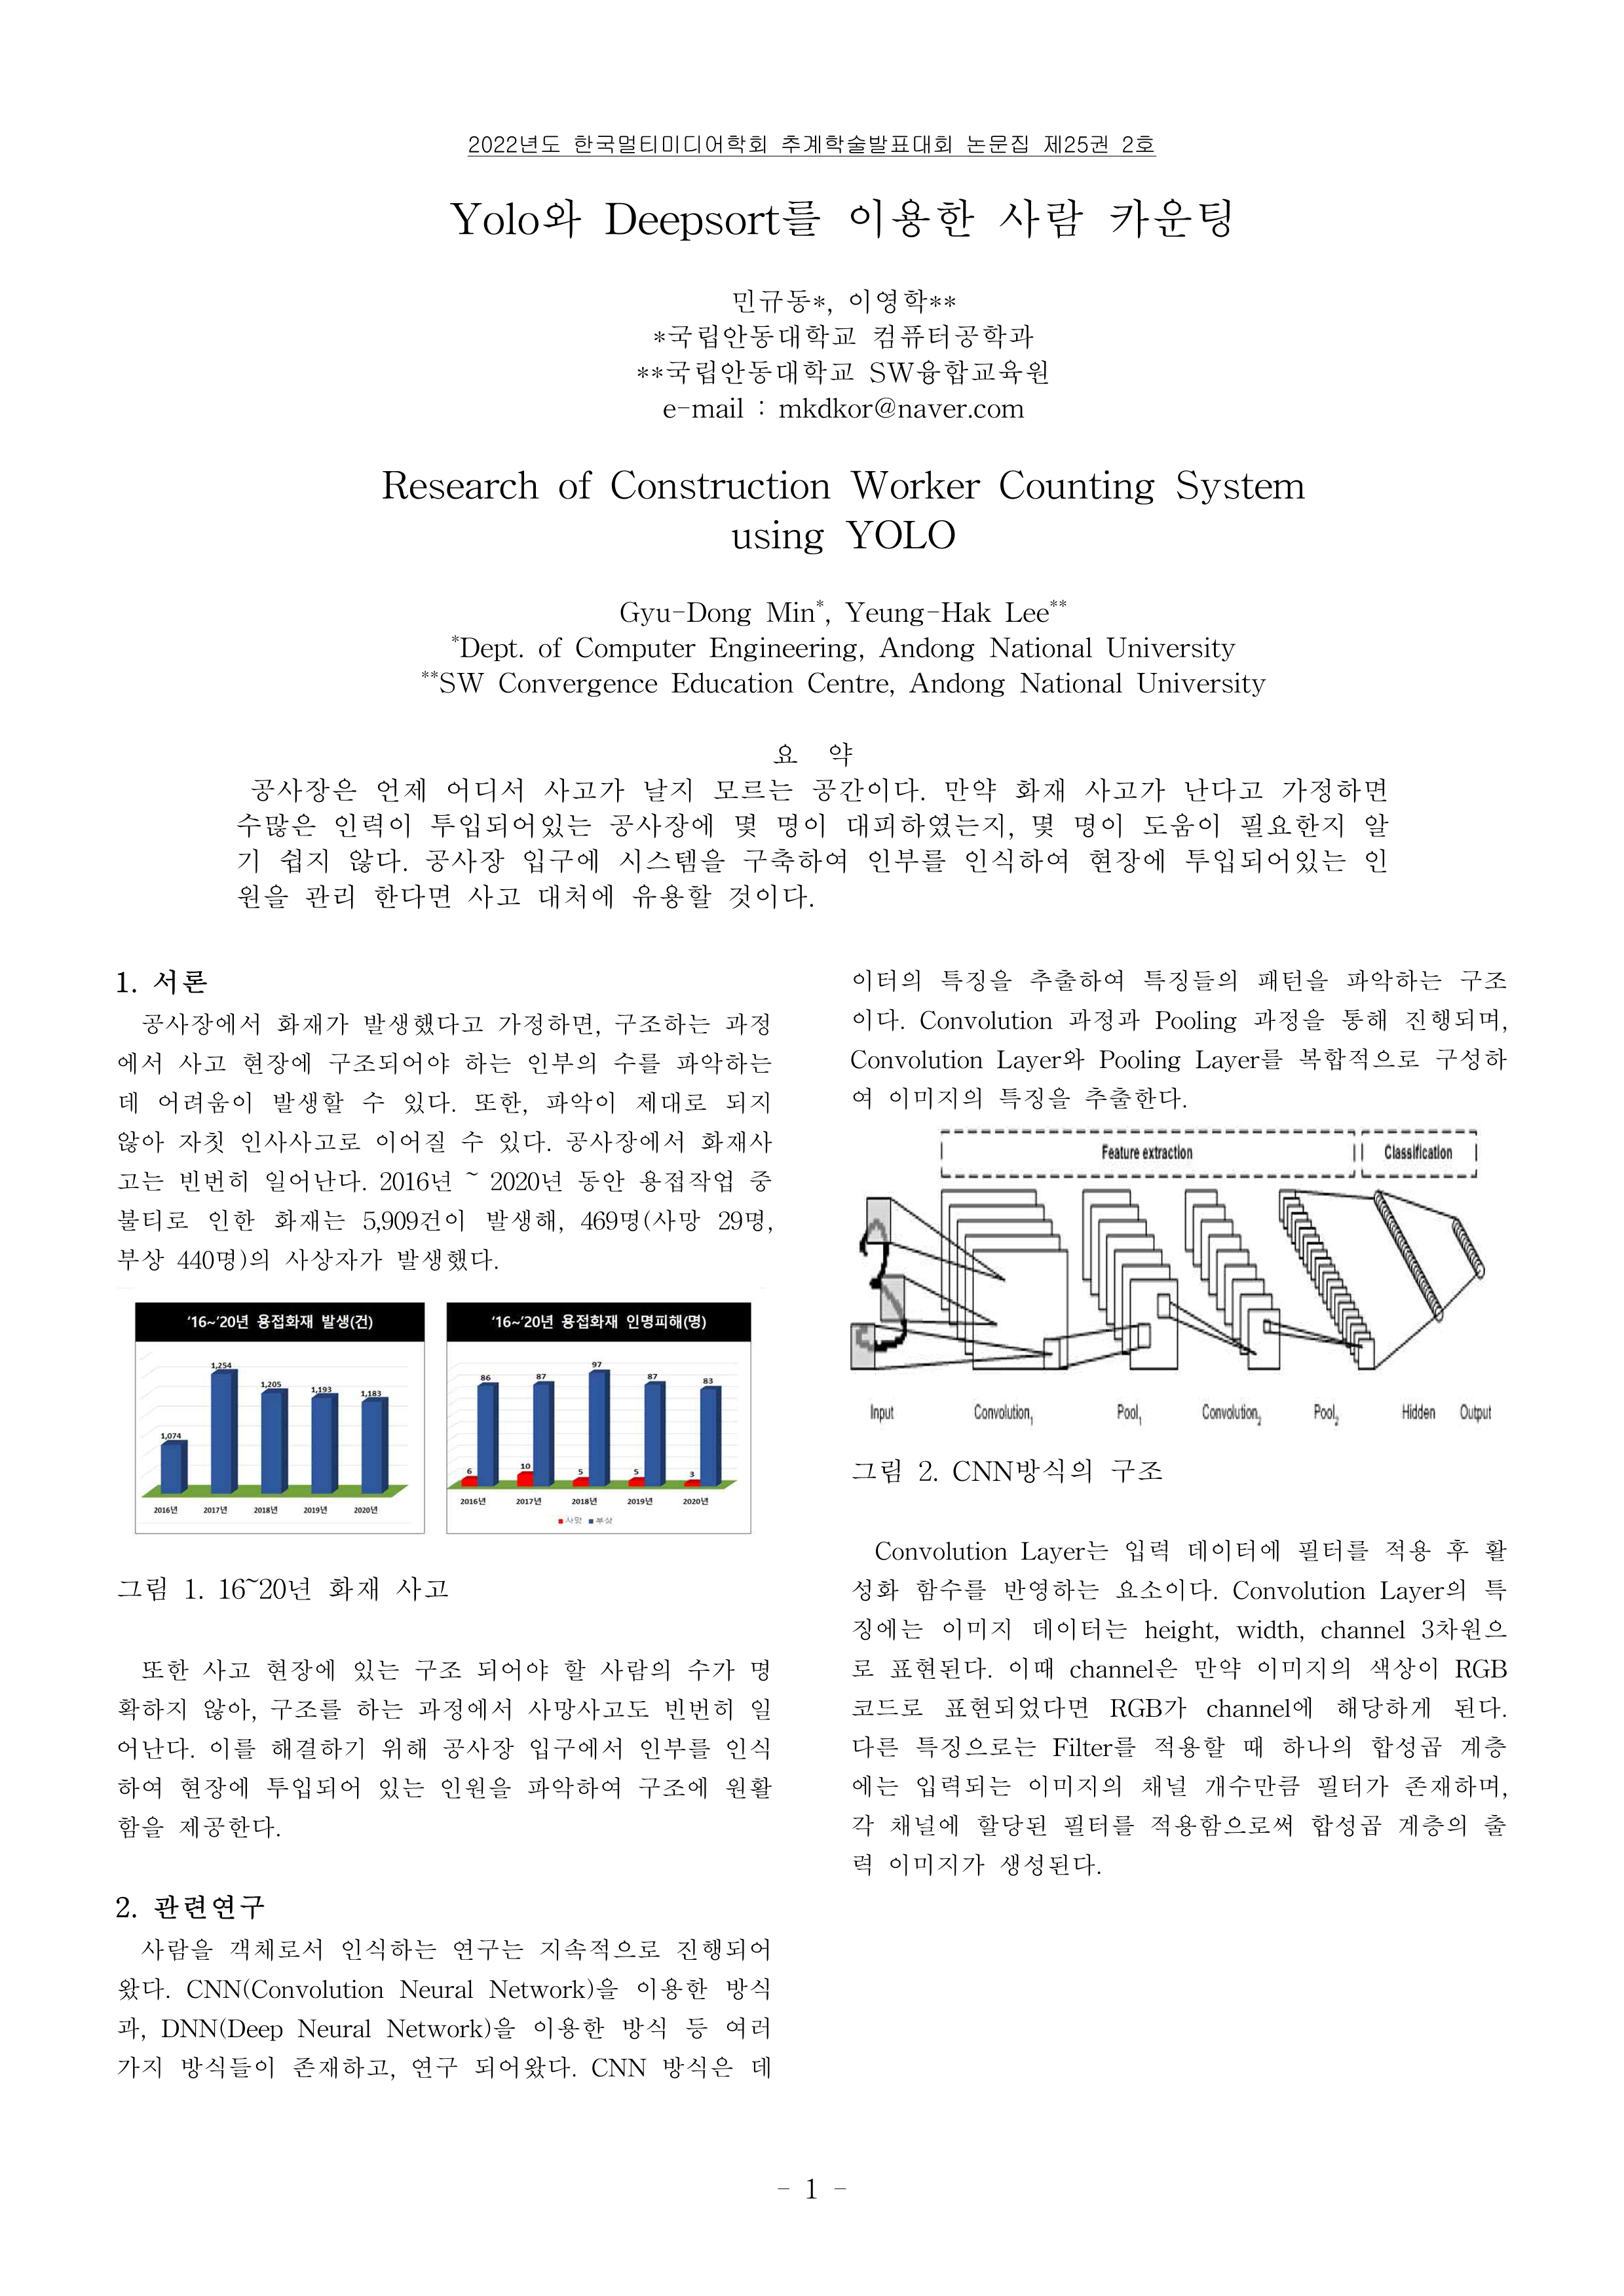 2022년도 한국멀티미디어학회 추계학술발표대회 논문집 제25권 2호
Yolo와 Deepsort를 이용한 사람 카운팅
민규동*, 이영학**
*국립안동대학교 컴퓨터공학과
**국립안동대학교 SW융합교육원
e-mail : mkdkor@naver.com
Research of Construction Worker Counting System
using YOLO
Gyu-Dong Min*, Yeung-Hak Lee**
*Dept. of Computer Engineering, Andong National University
**SW Convergence Education Centre, Andong National University
요 약
공사장은 언제 어디서 사고가 날지 모르는 공간이다. 만약 화재 사고가 난다고 가정하면
수많은 인력이 투입되어있는 공사장에 몇 명이 대피하였는지, 몇 명이 도움이 필요한지 알
기 쉽지 않다. 공사장 입구에 시스템을 구축하여 인부를 인식하여 현장에 투입되어있는 인
원을 관리 한다면 사고 대처에 유용할 것이다.
1. 서론
공사장에서 화재가 발생했다고 가정하면, 구조하는 과정
에서 사고 현장에 구조되어야 하는 인부의 수를 파악하는
데 어려움이 발생할 수 있다. 또한, 파악이 제대로 되지
않아 자칫 인사사고로 이어질 수 있다. 공사장에서 화재사
고는 빈번히 일어난다. 2016년 ~ 2020년 동안 용접작업 중
불티로 인한 화재는 5,909건이 발생해, 469명(사망 29명,
부상 440명)의 사상자가 발생했다.
'16~'20년 용접화재 발생(건)
1,074
1,254
1,205
1,193
1,183
2016년 2017년 2018년 2019년 2020년
'16~'20년 용접화재 인명피해(명)
86 87 97 87 83
6 10 5 5 3
2016년 2017년 2018년 2019년 2020년
사망 부상
그림 1. 16~20년 화재 사고
또한 사고 현장에 있는 구조 되어야 할 사람의 수가 명
확하지 않아, 구조를 하는 과정에서 사망사고도 빈번히 일
어난다. 이를 해결하기 위해 공사장 입구에서 인부를 인식
하여 현장에 투입되어 있는 인원을 파악하여 구조에 원활
함을 제공한다.
2. 관련연구
사람을 객체로서 인식하는 연구는 지속적으로 진행되어
왔다. CNN(Convolution Neural Network)을 이용한 방식
과, DNN(Deep Neural Network)을 이용한 방식 등 여러
가지 방식들이 존재하고, 연구 되어왔다. CNN 방식은 데
이터의 특징을 추출하여 특징들의 패턴을 파악하는 구조
이다. Convolution 과정과 Pooling 과정을 통해 진행되며,
Convolution Layer와 Pooling Layer를 복합적으로 구성하
여 이미지의 특징을 추출한다.
Feature extraction Classification
Input Convolution1 Pool1 Convolution2 Pool2 Hidden Output
그림 2. CNN방식의 구조
Convolution Layer는 입력 데이터에 필터를 적용 후 활
성화 함수를 반영하는 요소이다. Convolution Layer의 특
징에는 이미지 데이터는 height, width, channel 3차원으
로 표현된다. 이때 channel은 만약 이미지의 색상이 RGB
코드로 표현되었다면 RGB가 channel에 해당하게 된다.
다른 특징으로는 Filter를 적용할 때 하나의 합성곱 계층
에는 입력되는 이미지의 채널 개수만큼 필터가 존재하며,
각 채널에 할당된 필터를 적용함으로써 합성곱 계층의 출
력 이미지가 생성된다.
- 1 -